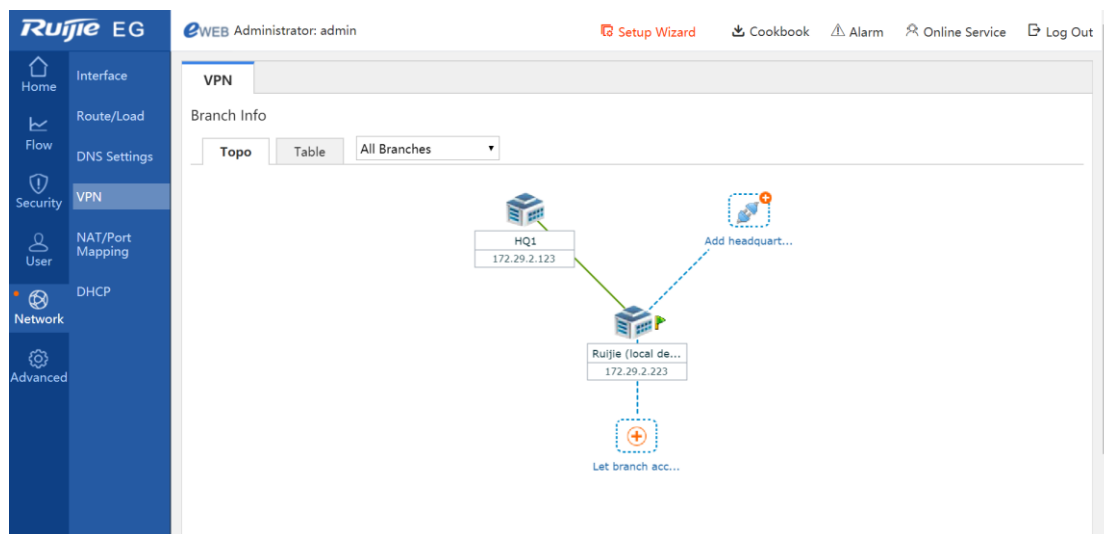 Ruijie EG
eWEB Administrator: admin
Setup Wizard
Cookbook
Alarm
Online Service
Log Out
Home
Flow
Security
User
Network
Advanced
Interface
Route/Load
DNS Settings
VPN
NAT/Port
Mapping
DHCP
VPN
Branch Info
Topo
Table
All Branches
HQ1
172.29.2.123
Add headquart...
Ruijie (local de...
172.29.2.223
Let branch acc...